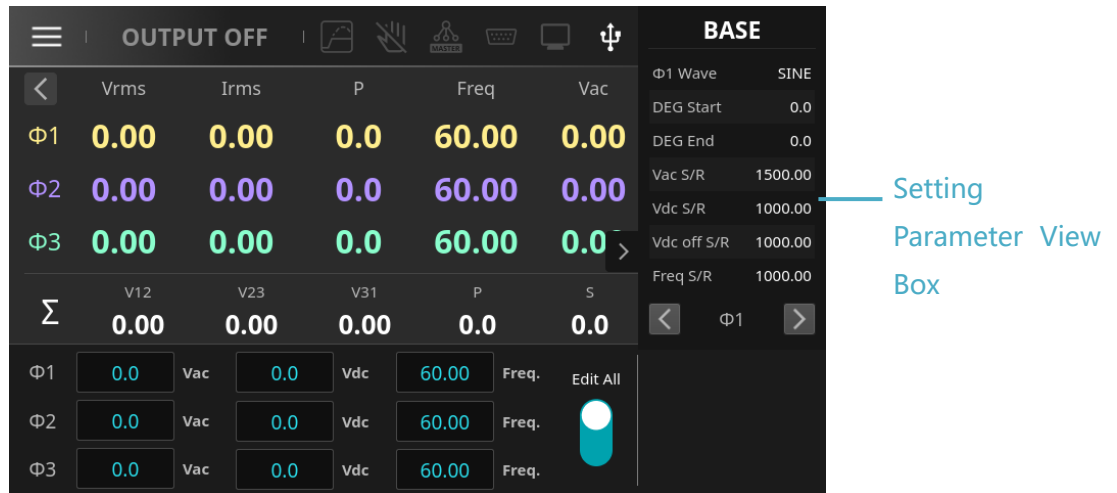 OUTPUT OFF MASTER BASE
Vrms Irms P Freq Vac
Φ1 0.00 0.00 0.0 60.00 0.00
Φ2 0.00 0.00 0.0 60.00 0.00
Φ3 0.00 0.00 0.0 60.00 0.0
V12 V23 V31 P S
Σ 0.00 0.00 0.00 0.0 0.0
Φ1 0.0 Vac 0.0 Vdc 60.00 Freq. Edit All
Φ2 0.0 Vac 0.0 Vdc 60.00 Freq.
Φ3 0.0 Vac 0.0 Vdc 60.00 Freq.
Φ1 Wave SINE
DEG Start 0.0
DEG End 0.0
Vac S/R 1500.00
Vdc S/R 1000.00
Vdc off S/R 1000.00
Freq S/R 1000.00
Φ1
Setting
Parameter View
Box